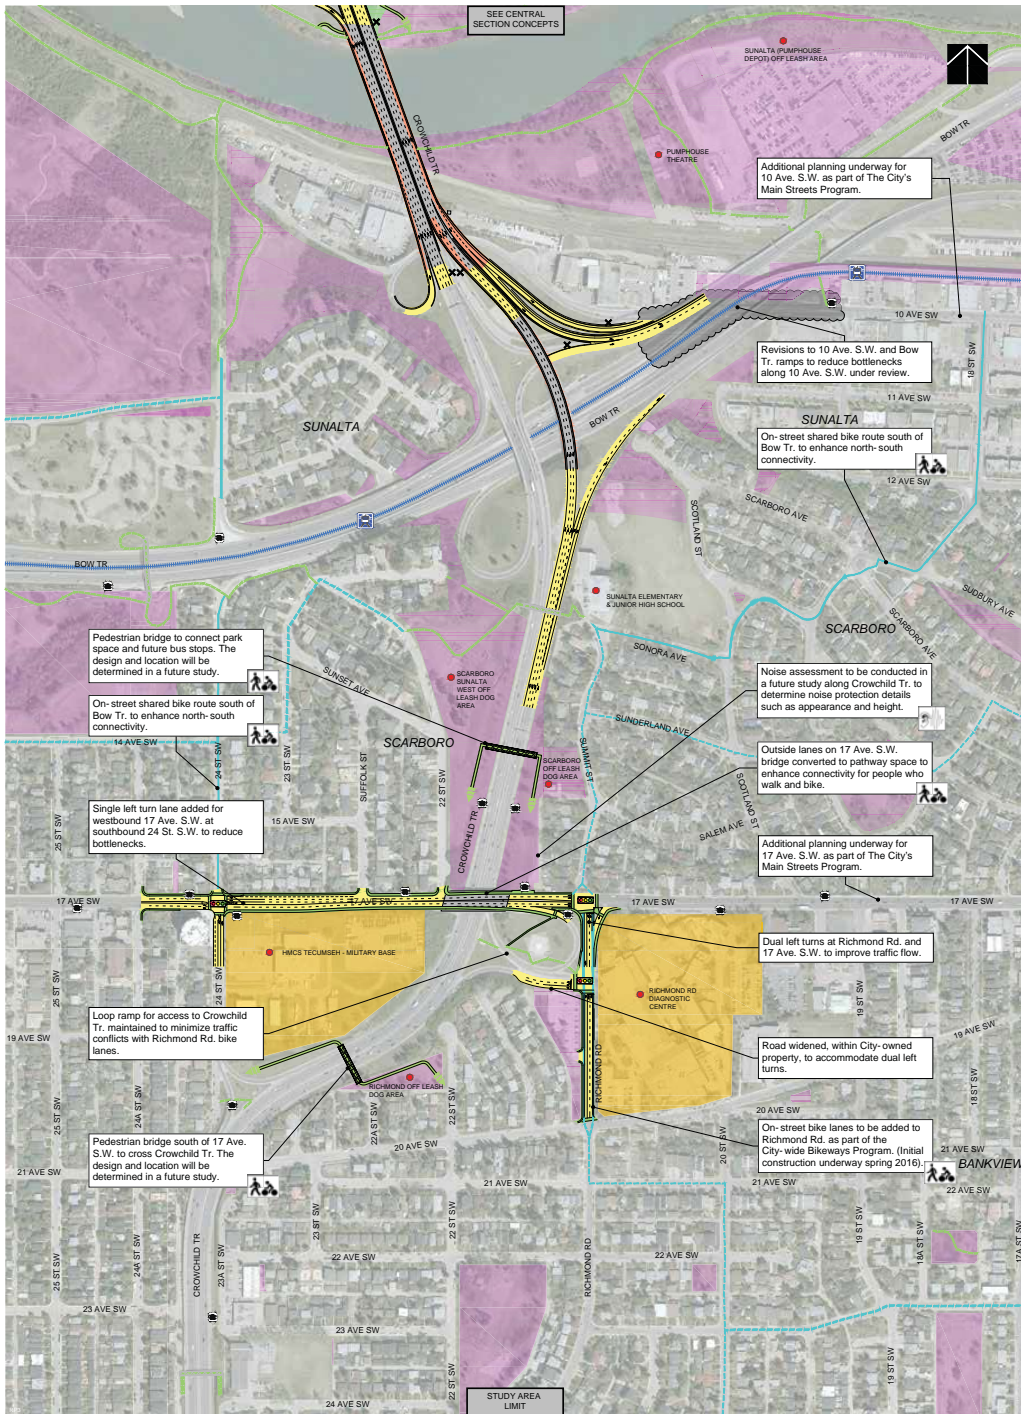 SEE CENTRAL
SECTION CONCEPTS
SUNALTA (PUMPHOUSE
DEPOT) OFF LEASH AREA
BOW TR
CROWCHILD TR
PUMPHOUSE
THEATRE
Additional planning underway for
10 Ave. S.W. as part of The City's
Main Streets Program.
10 AVE SW
18 ST SW
Revisions to 10 Ave. S.W. and Bow
Tr. ramps to reduce bottlenecks
along 10 Ave. S.W. under review.
11 AVE SW
SUNALTA
SUNALTA
BOW TR
On-street shared bike route south of
Bow Tr. to enhance north-south
connectivity.
12 AVE SW
SCARBORO AVE
SCOTLAND ST
BOW TR
SUNALTA ELEMENTARY
& JUNIOR HIGH SCHOOL
SUDBURY AVE
SCARBORO AVE
SCARBORO
SONORA AVE
Pedestrian bridge to connect park
space and future bus stops. The
design and location will be
determined in a future study.
SUNSET AVE
SCARBORO
SUNALTA
WEST OFF
LEASH DOG
AREA
Noise assessment to be conducted in
a future study along Crowchild Tr. to
determine noise protection details
such as appearance and height.
On-street shared bike route south of
Bow Tr. to enhance north-south
connectivity.
SUNDERLAND AVE
14 AVE SW
SCARBORO
24 ST SW
23 ST SW
SUFFOLK ST
22 ST SW
SUMMIT ST
SCARBORO
OFF LEASH
DOG AREA
Outside lanes on 17 Ave. S.W.
bridge converted to pathway space to
enhance connectivity for people who
walk and bike.
SCOTLAND ST
Single left turn lane added for
westbound 17 Ave. S.W. at
southbound 24 St. S.W. to reduce
bottlenecks.
25 ST SW
15 AVE SW
CROWCHILD TR
SALEM AVE
Additional planning underway for
17 Ave. S.W. as part of The City's
Main Streets Program.
17 AVE SW
17 AVE SW
17 AVE SW
17 AVE SW
HMCS TECUMSEH - MILITARY BASE
Dual left turns at Richmond Rd. and
17 Ave. S.W. to improve traffic flow.
25 ST SW
24 ST SW
RICHMOND RD
DIAGNOSTIC
CENTRE
19 ST SW
Loop ramp for access to Crowchild
Tr. maintained to minimize traffic
conflicts with Richmond Rd. bike
lanes.
19 AVE SW
19 AVE SW
Road widened, within City-owned
property, to accommodate dual left
turns.
RICHMOND RD
RICHMOND OFF LEASH
DOG AREA
25 ST SW
24A ST SW
22A ST SW
22 ST SW
18 ST SW
20 AVE SW
20 AVE SW
On-street bike lanes to be added to
Richmond Rd. as part of the
City-wide Bikeways Program. (Initial
construction underway spring 2016).
20 ST SW
Pedestrian bridge south of 17 Ave.
S.W. to cross Crowchild Tr. The
design and location will be
determined in a future study.
21 AVE SW
21 AVE SW
21 AVE SW
21 AVE SW
BANKVIEW
22 AVE SW
23 ST SW
22 ST SW
19 ST SW
18A ST SW
17A ST SW
25 ST SW
24A ST SW
CROWCHILD TR
23A ST SW
RICHMOND RD
22 AVE SW
22 AVE SW
23 AVE SW
23 AVE SW
22 ST SW
19 ST SW
24 AVE SW
STUDY AREA
LIMIT